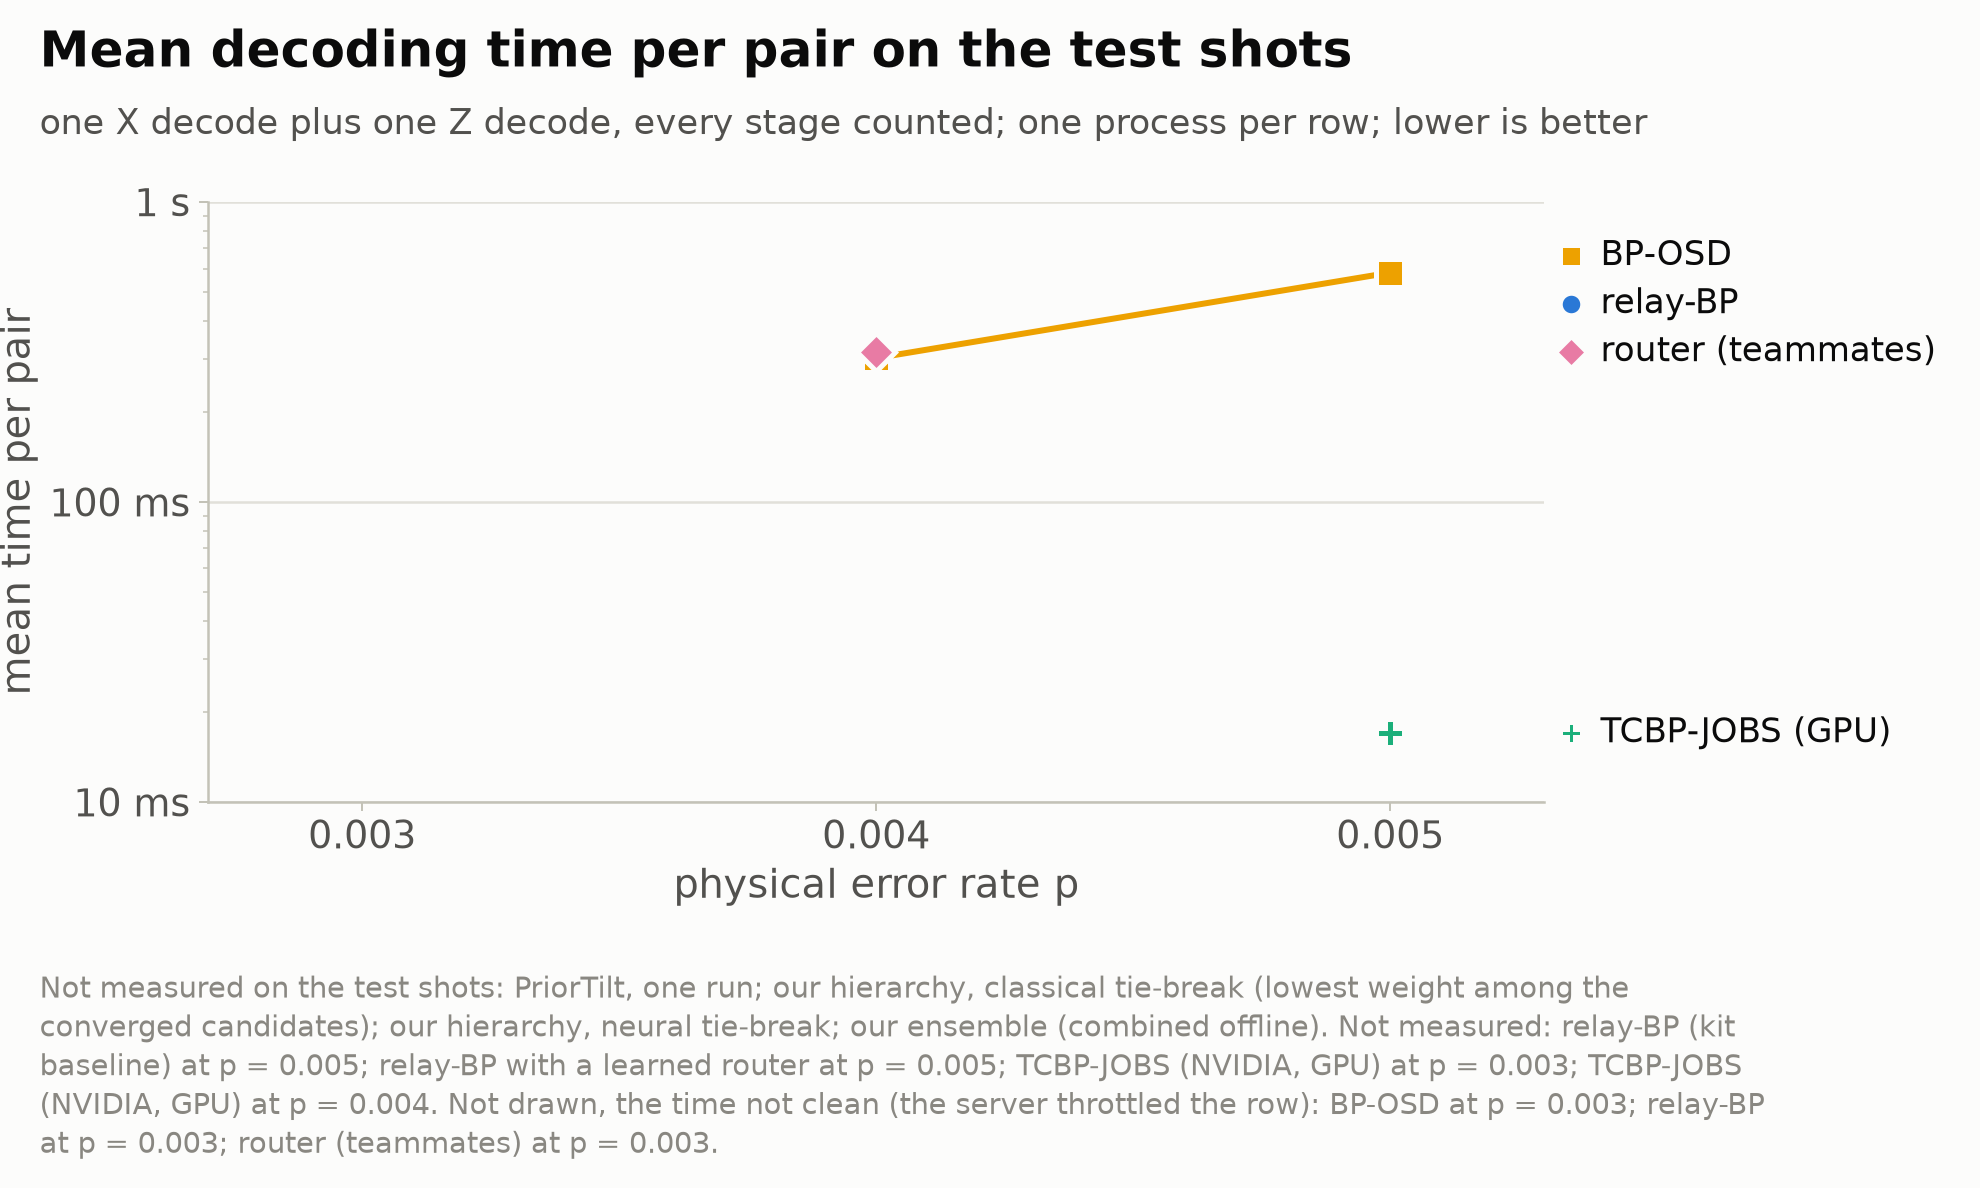 Mean decoding time per pair on the test shots
one X decode plus one Z decode, every stage counted; one process per row; lower is better
1 s
100 ms
10 ms
mean time per pair
BP-OSD
relay-BP
router (teammates)
TCBP-JOBS (GPU)
0.003
0.004
0.005
physical error rate p
Not measured on the test shots: PriorTilt, one run; our hierarchy, classical tie-break (lowest weight among the
converged candidates); our hierarchy, neural tie-break; our ensemble (combined offline). Not measured: relay-BP (kit
baseline) at p = 0.005; relay-BP with a learned router at p = 0.005; TCBP-JOBS (NVIDIA, GPU) at p = 0.003; TCBP-JOBS
(NVIDIA, GPU) at p = 0.004. Not drawn, the time not clean (the server throttled the row): BP-OSD at p = 0.003; relay-BP
at p = 0.003; router (teammates) at p = 0.003.